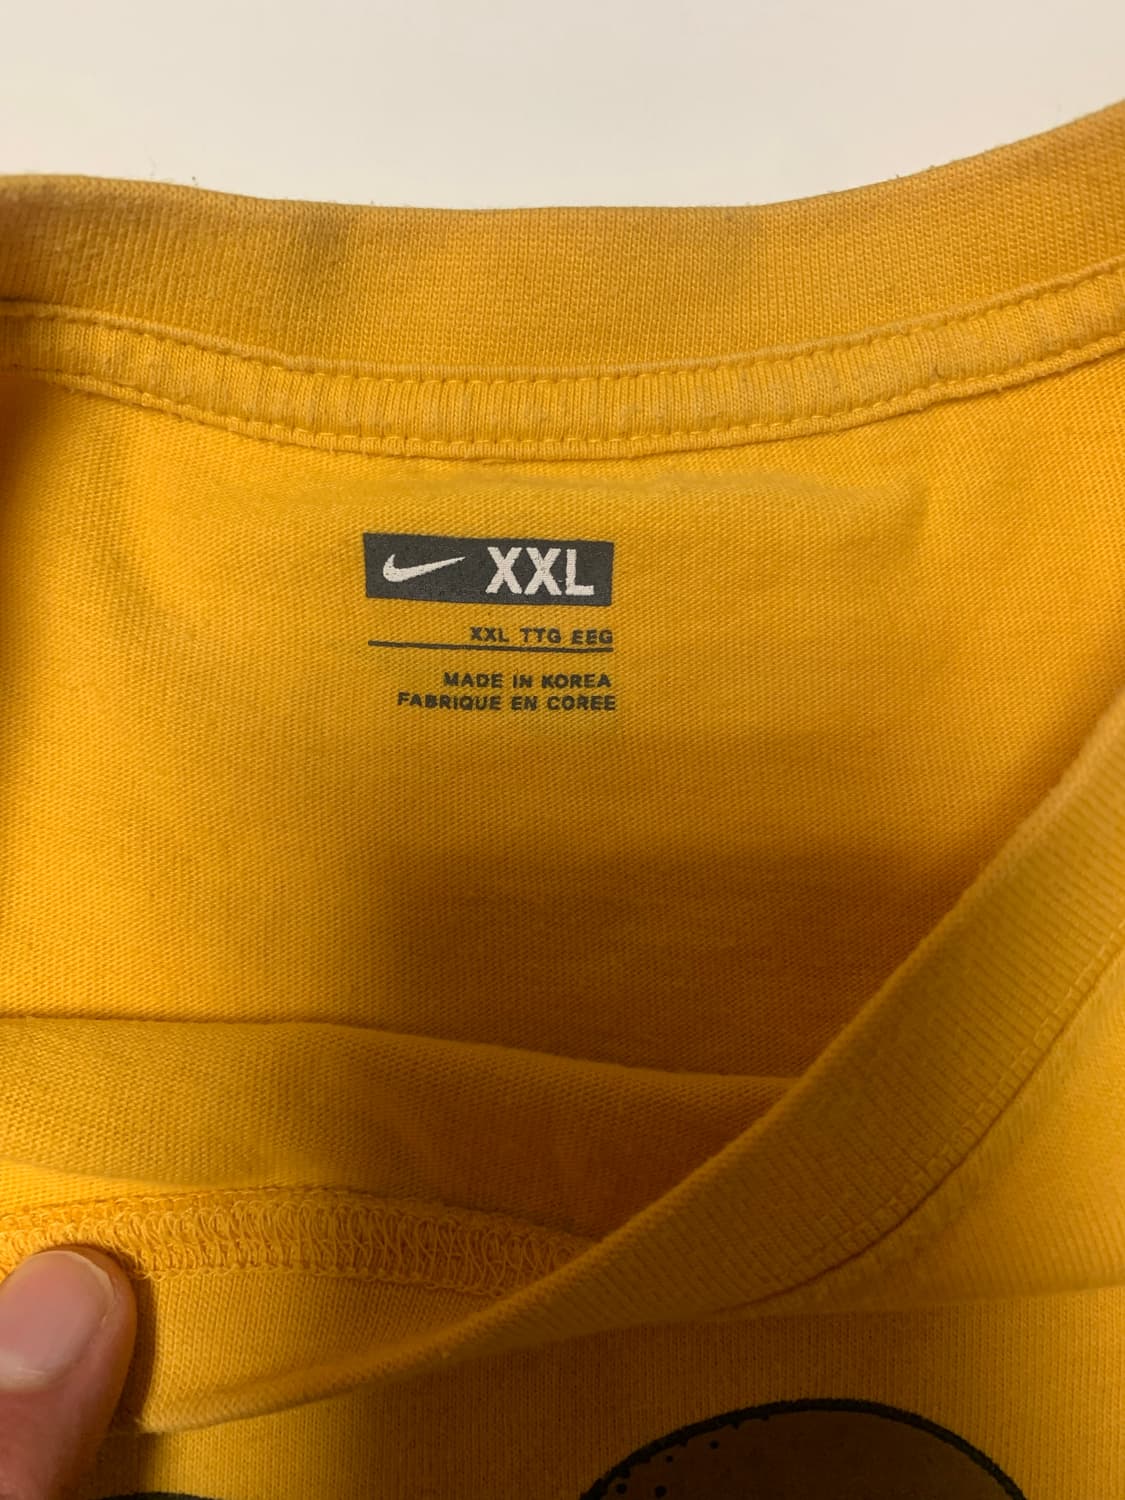 XXL
XXL TTG EEG
MADE IN KOREA
FABRIQUE EN COREE